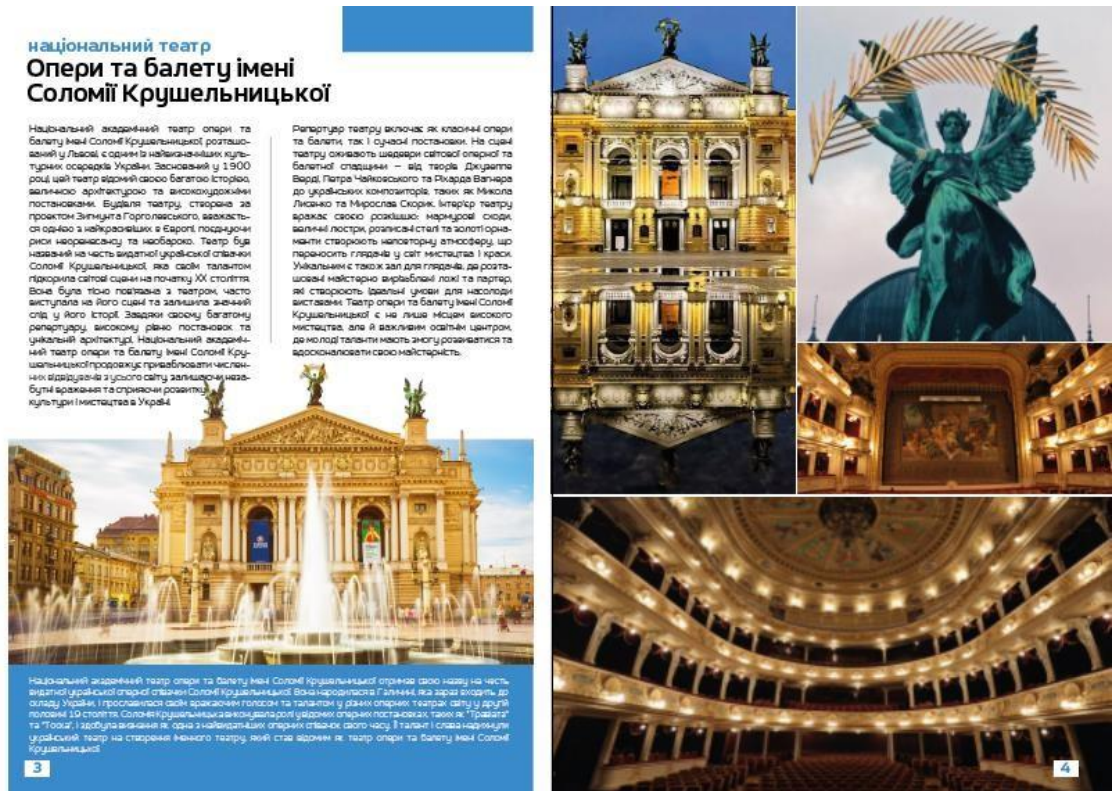 національний театр
Опери та балету імені
Соломії Крушельницької
Національний академічний театр опери та
балету імені Соломії Крушельницької, розташо-
ваний у Львові, є одним із найвизначніших куль-
турних осередків України. Заснований у 1900
році, цей театр відомий своєю багатою історією,
величною архітектурою та високохудожніми
постановками. Будівля театру, створена за
проектом Зигмунта Горголевського, вважаєть-
ся однією з найкрасивіших в Європі, поєднуючи
риси неоренесансу та необароко. Театр був
названий на честь видатної української співачки
Соломії Крушельницької, яка своїм талантом
підкорила світові сцени на початку XX століття.
Вона була тісно пов'язана з театром, часто
виступала на його сцені та залишила значний
слід у його історії. Завдяки своєму багатому
репертуару, високому рівню постановок та
унікальній архітектурі, Національний академіч-
ний театр опери та балету імені Соломії Кру-
шельницької продовжує приваблювати числен-
них відвідувачів з усього світу, залишаючи неза-
бутні враження та сприяючи розвитку
культури і мистецтва в Україні.
Репертуар театру включає як класичні опери
та балети, так і сучасні постановки. На сцені
театру оживають шедеври світової оперної та
балетної спадщини – від творів Джузеппе
Верді, Петра Чайковського та Ріхарда Вагнера
до українських композиторів, таких як Микола
Лисенко та Мирослав Скорик. Інтер'єр театру
вражає своєю розкішшю: мармурові сходи,
величні люстри, розписані стелі та золоті орна-
менти створюють неповторну атмосферу, що
переносить глядачів у світ мистецтва і краси.
Унікальним є також зал для глядачів, де розта-
шовані майстерно вирізблені ложі та партер,
які створюють ідеальні умови для насолоди
виставами. Театр опери та балету імені Соломії
Крушельницької є не лише місцем високого
мистецтва, але й важливим освітнім центром,
де молоді таланти мають змогу розвиватися та
вдосконалювати свою майстерність.
Національний академічний театр опери та балету імені Соломії Крушельницької отримав свою назву на честь
видатної української оперної співачки Соломії Крушельницької. Вона народилася в Галичині, яка зараз входить до
складу України, і прославилася своїм вражаючим голосом та талантом у різних оперних театрах світу у другій
половині 19 століття. Соломія Крушельницька виконувала ролі у відомих оперних постановках, таких як "Травіата"
та "Тоска", і здобула визнання як одна з найвидатніших оперних співачок свого часу. Її талант і слава надихнули
український театр на створення іменного театру, який став відомим як театр опери та балету імені Соломії
Крушельницької.
3
4